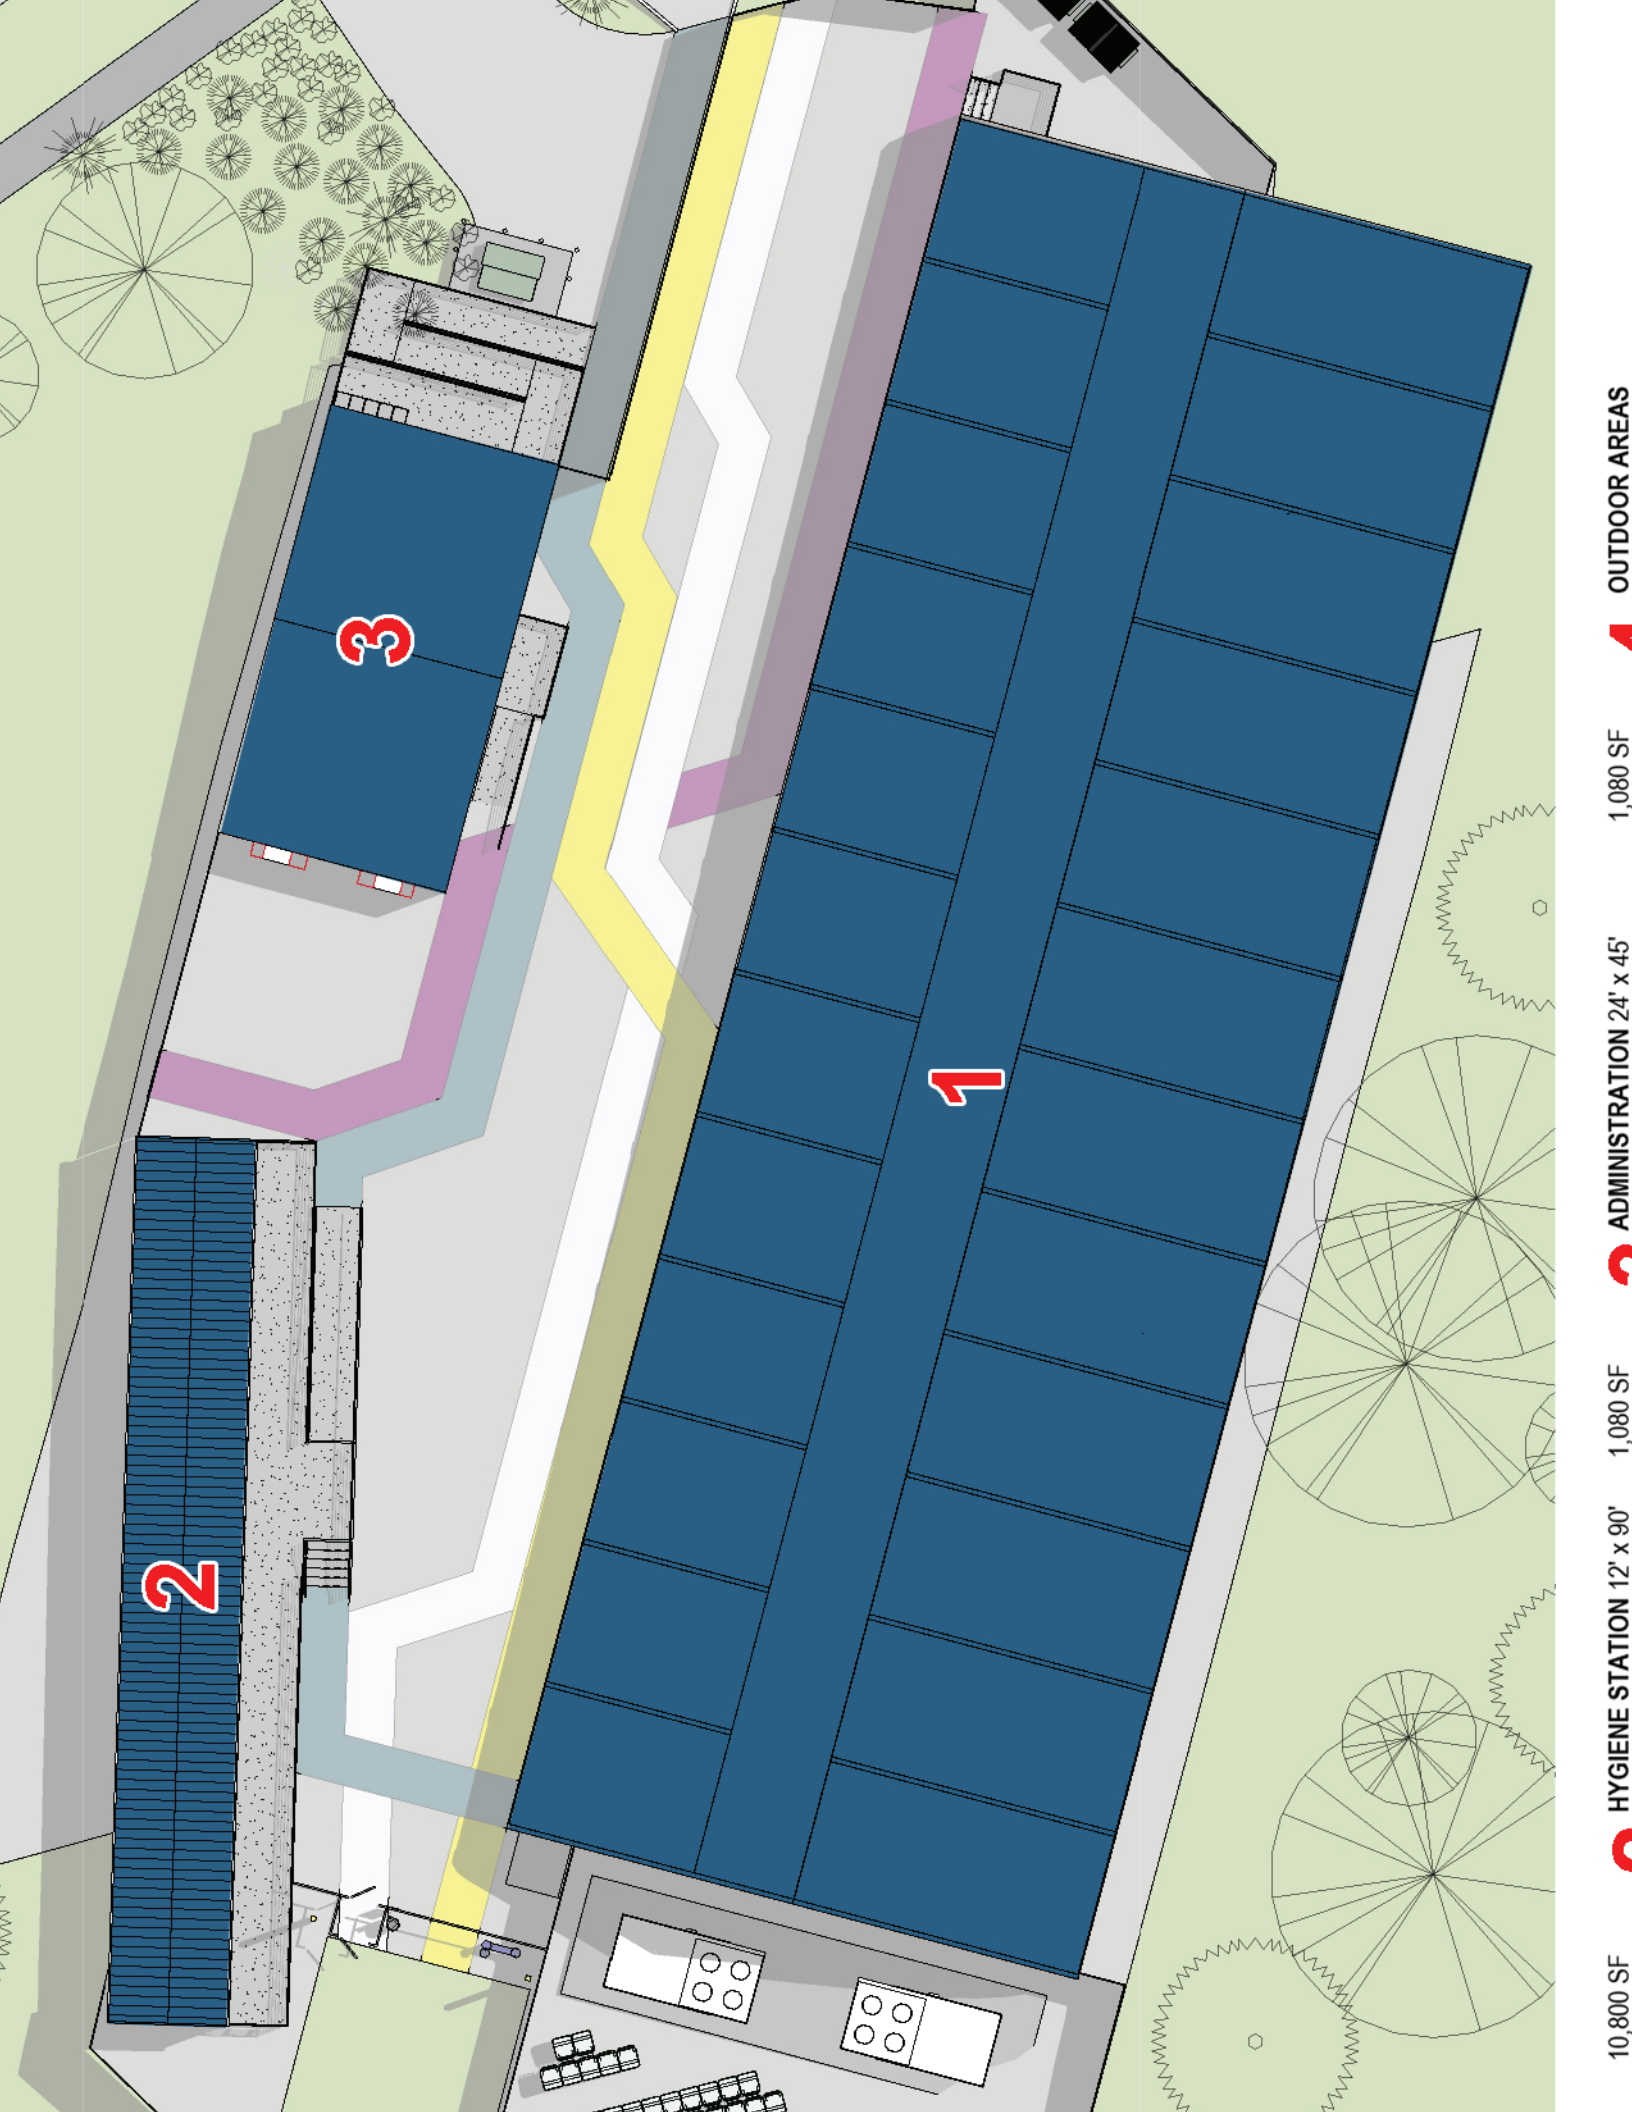 2
3
1
10,800 SF
HYGIENE STATION 12' x 90'
1,080 SF
ADMINISTRATION 24' x 45'
1,080 SF
OUTDOOR AREAS